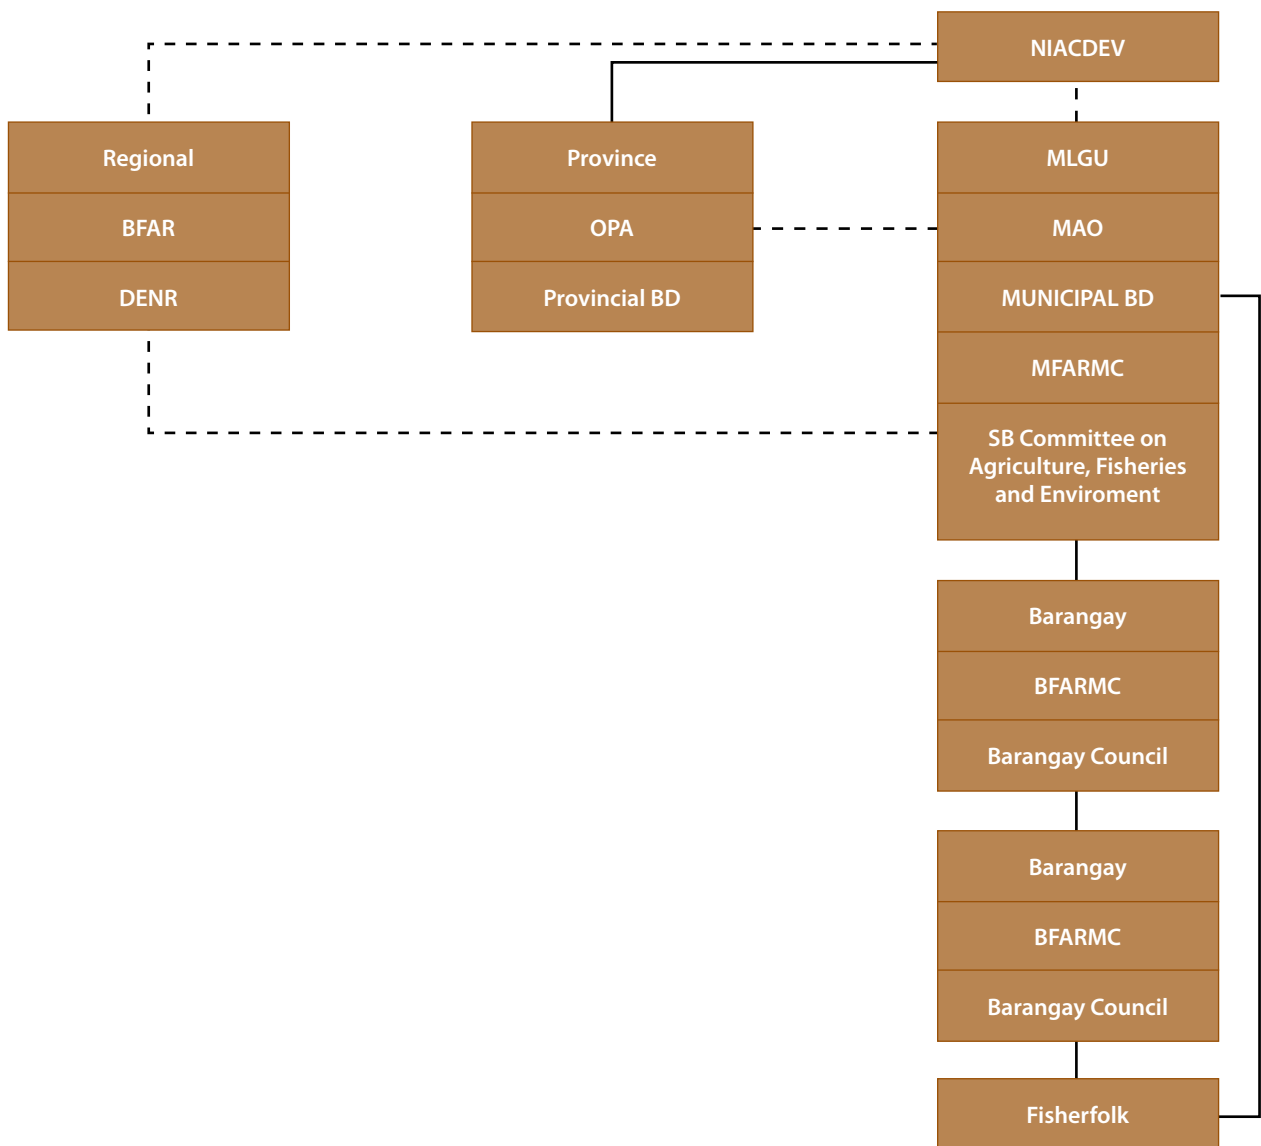 NIACDEV
Regional
BFAR
DENR
Province
OPA
Provincial BD
MLGU
MAO
MUNICIPAL BD
MFARMC
SB Committee on
Agriculture, Fisheries
and Enviroment
Barangay
BFARMC
Barangay Council
Barangay
BFARMC
Barangay Council
Fisherfolk